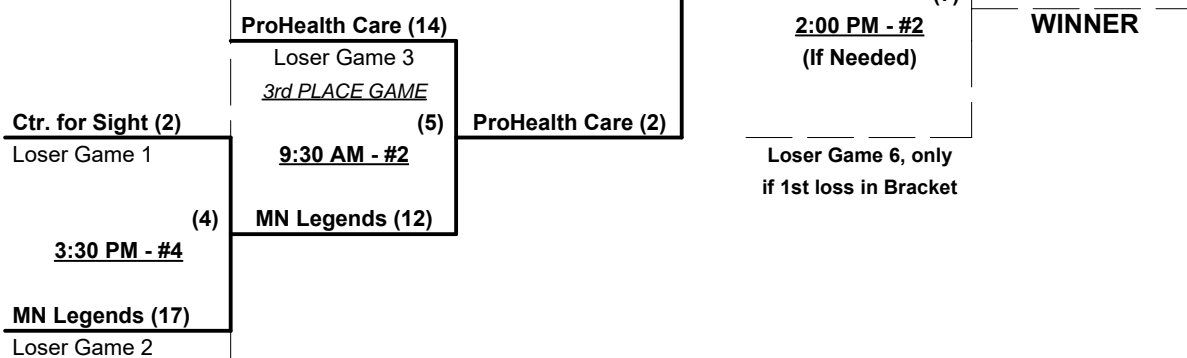 ProHealth Care (14)
Loser Game 3
3rd PLACE GAME
(5)
9:30 AM - #2
MN Legends (12)
Ctr. for Sight (2)
Loser Game 1
(4)
3:30 PM - #4
MN Legends (17)
Loser Game 2
ProHealth Care (2)
2:00 PM - #2
(If Needed)
WINNER
Loser Game 6, only
if 1st loss in Bracket